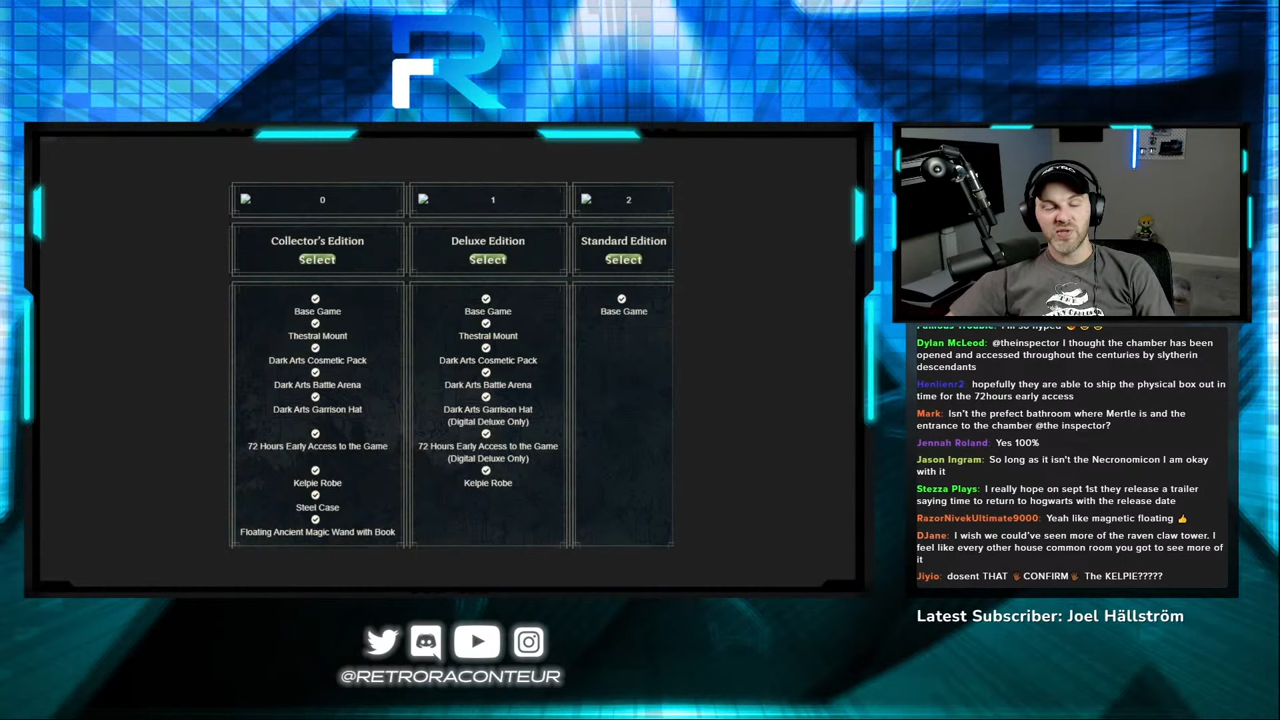 0
1
2
Collector's Edition
Select
Deluxe Edition
Select
Standard Edition
Select
Base Game
Thestral Mount
Dark Arts Cosmetic Pack
Dark Arts Battle Arena
Dark Arts Garrison Hat
72 Hours Early Access to the Game
Kelpie Robe
Steel Case
Floating Ancient Magic Wand with Book
Base Game
Thestral Mount
Dark Arts Cosmetic Pack
Dark Arts Battle Arena
Dark Arts Garrison Hat
(Digital Deluxe Only)
72 Hours Early Access to the Game
(Digital Deluxe Only)
Kelpie Robe
Base Game
Dylan McLeod: @theinspector I thought the chamber has been
opened and accessed throughout the centuries by slytherin
descendants
Henlienr2 hopefully they are able to ship the physical box out in
time for the 72hours early access
Mark: Isn't the prefect bathroom where Mertle is and the
entrance to the chamber @the inspector?
Jennah Roland: Yes 100%
Jason Ingram: So long as it isn't the Necronomicon I am okay
with it
Stezza Plays: I really hope on sept 1st they release a trailer
saying time to return to hogwarts with the release date
RazorNivekUltimate9000: Yeah like magnetic floating 👍
DJane: I wish we could've seen more of the raven claw tower. I
feel like every other house common room you got to see more of
it
Jiyio: dosent THAT 🖐🏾CONFIRM🖐🏾 The KELPIE?????
Latest Subscriber: Joel Hällström
@RETRORACONTEUR